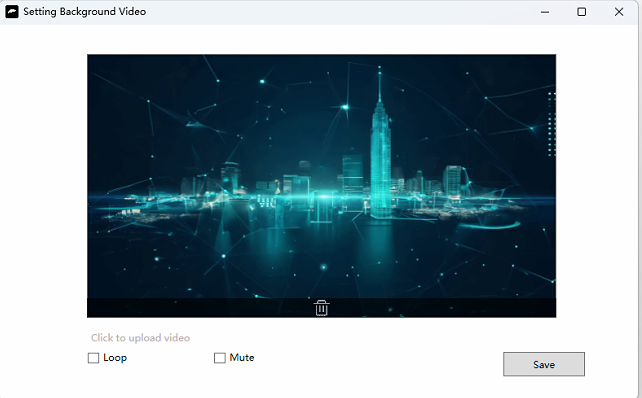 Setting Background Video
Click to upload video
Loop
Mute
Save